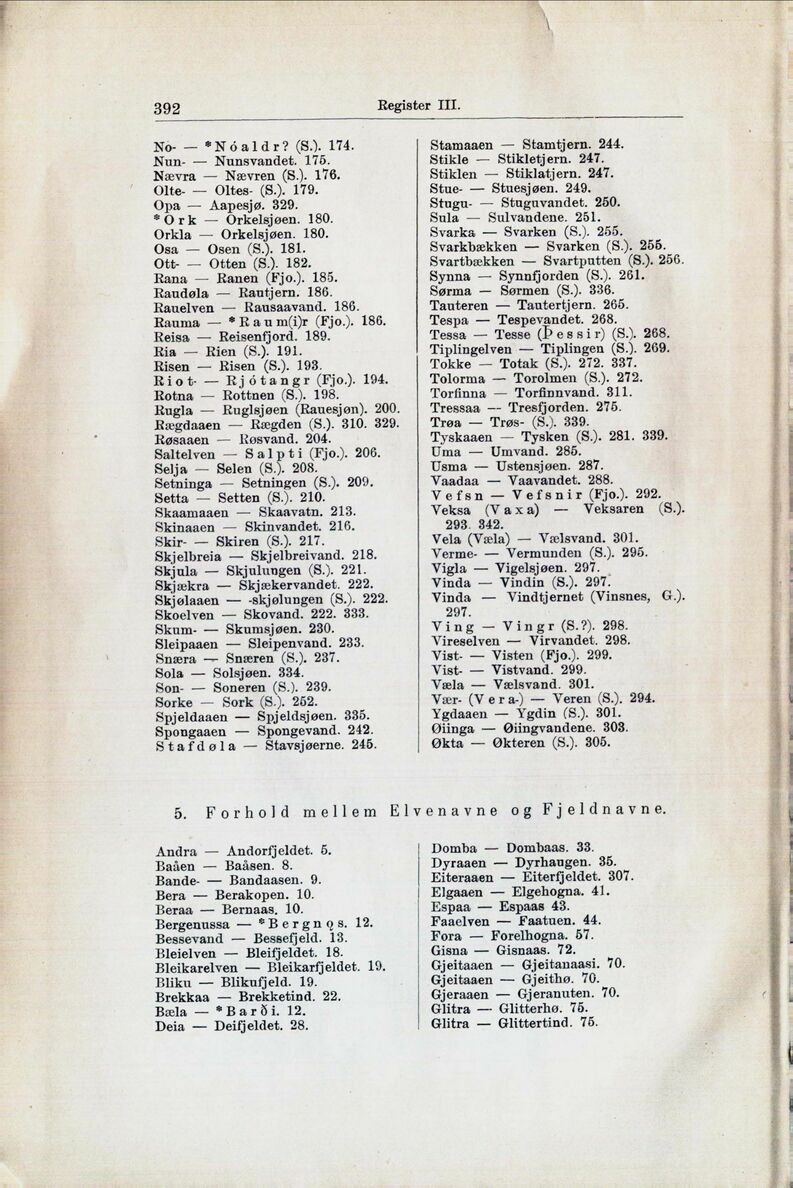 392
Register III.
No- — *Nóaldr? (S.). 174.
Nun- — Nunsvandet. 175.
Nævra — Nævren (S.). 176.
Olte- — Oltes- (S.). 179.
Opa — Aapesjø. 329.
*Ork — Orkelsjøen. 180.
Orkla — Orkelsjøen. 180.
Osa — Osen (S.). 181.
Ott- — Otten (S.). 182.
Rana — Ranen (Fjo.). 185.
Raudøla — Rautjern. 186.
Rauelven — Rausaavand. 186.
Rauma — *Raum(i)r (Fjo.). 186.
Reisa — Reisenfjord. 189.
Ria — Rien (S.). 191.
Risen — Risen (S.). 193.
Riot- — Rjótangr (Fjo.). 194.
Rotna — Rottnen (S.). 198.
Rugla — Ruglsjøen (Rauesjøn). 200.
Rægdaaen — Rægden (S.). 310. 329.
Røsaaen — Røsvand. 204.
Saltelven — Salpti (Fjo.). 206.
Selja — Selen (S.). 208.
Setninga — Setningen (S.). 209.
Setta — Setten (S.). 210.
Skaamaaen — Skaavatn. 213.
Skinaaen — Skinvandet. 216.
Skir- — Skiren (S.). 217.
Skjelbreia — Skjelbreivand. 218.
Skjula — Skjulungen (S.). 221.
Skjækra — Skjækervandet. 222.
Skjølaaen — -skjølungen (S.). 222.
Skoelven — Skovand. 222. 333.
Skum- — Skumsjøen. 230.
Sleipaaen — Sleipenvand. 233.
Snæra — Snæren (S.). 237.
Sola — Solsjøen. 334.
Son- — Soneren (S.). 239.
Sorke — Sork (S.). 252.
Spjeldaaen — Spjeldsjøen. 335.
Spongaaen — Spongevand. 242.
Stafdøla — Stavsjøerne. 245.
Stamaaen — Stamtjern. 244.
Stikle — Stikletjern. 247.
Stiklen — Stiklatjern. 247.
Stue- — Stuesjøen. 249.
Stugu- — Stuguvandet. 250.
Sula — Sulvandene. 251.
Svarka — Svarken (S.). 255.
Svarkbækken — Svarken (S.). 255.
Svartbækken — Svartputten (S.). 256.
Synna — Synnfjorden (S.). 261.
Sørma — Sørmen (S.). 336.
Tauteren — Tautertjern. 265.
Tespa — Tespevandet. 268.
Tessa — Tesse (Þessir) (S.). 268.
Tiplingelven — Tiplingen (S.). 269.
Tokke — Totak (S.). 272. 337.
Tolorma — Torolmen (S.). 272.
Torfinna — Torfinnvand. 311.
Tressaa — Tresfjorden. 275.
Trøa — Trøs- (S.). 339.
Tyskaaen — Tysken (S.). 281. 339.
Uma — Umvand. 285.
Usma — Ustensjøen. 287.
Vaadaa — Vaavandet. 288.
Vefsn — Vefsnir (Fjo.). 292.
Veksa (Vaxa) — Veksaren (S.).
293. 342.
Vela (Væla) — Vælsvand. 301.
Verme- — Vermunden (S.). 295.
Vigla — Vigelsjøen. 297.
Vinda — Vindin (S.). 297.
Vinda — Vindtjernet (Vinsnes, G.).
297.
Ving — Vingr (S.?). 298.
Vireselven — Virvandet. 298.
Vist- — Visten (Fjo.). 299.
Vist- — Vistvand. 299.
Væla — Vælsvand. 301.
Vær- (Vera-) — Veren (S.). 294.
Ygdaaen — Ygdin (S.). 301.
Øiinga — Øiingvandene. 303.
Økta — Økteren (S.). 305.
5. Forhold mellem Elvenavne og Fjeldnavne.
Andra — Andorfjeldet. 5.
Baåen — Baåsen. 8.
Bande- — Bandaasen. 9.
Bera — Berakopen. 10.
Beraa — Bernaas. 10.
Bergenussa — *Bergnǫs. 12.
Bessevand — Bessefjeld. 13.
Bleielven — Bleifjeldet. 18.
Bleikarelven — Bleikarfjeldet. 19.
Bliku — Blikufjeld. 19.
Brekkaa — Brekketind. 22.
Bæla — *Barði. 12.
Deia — Deifjeldet. 28.
Domba — Dombaas. 33.
Dyraaen — Dyrhaugen. 35.
Eiteraaen — Eiterfjeldet. 307.
Elgaaen — Elgehogna. 41.
Espaa — Espaas 43.
Faaelven — Faatuen. 44.
Fora — Forelhogna. 57.
Gisna — Gisnaas. 72.
Gjeitaaen — Gjeitanaasi. 70.
Gjeitaaen — Gjeithø. 70.
Gjeraaen — Gjeranuten. 70.
Glitra — Glitterhø. 75.
Glitra — Glittertind. 75.